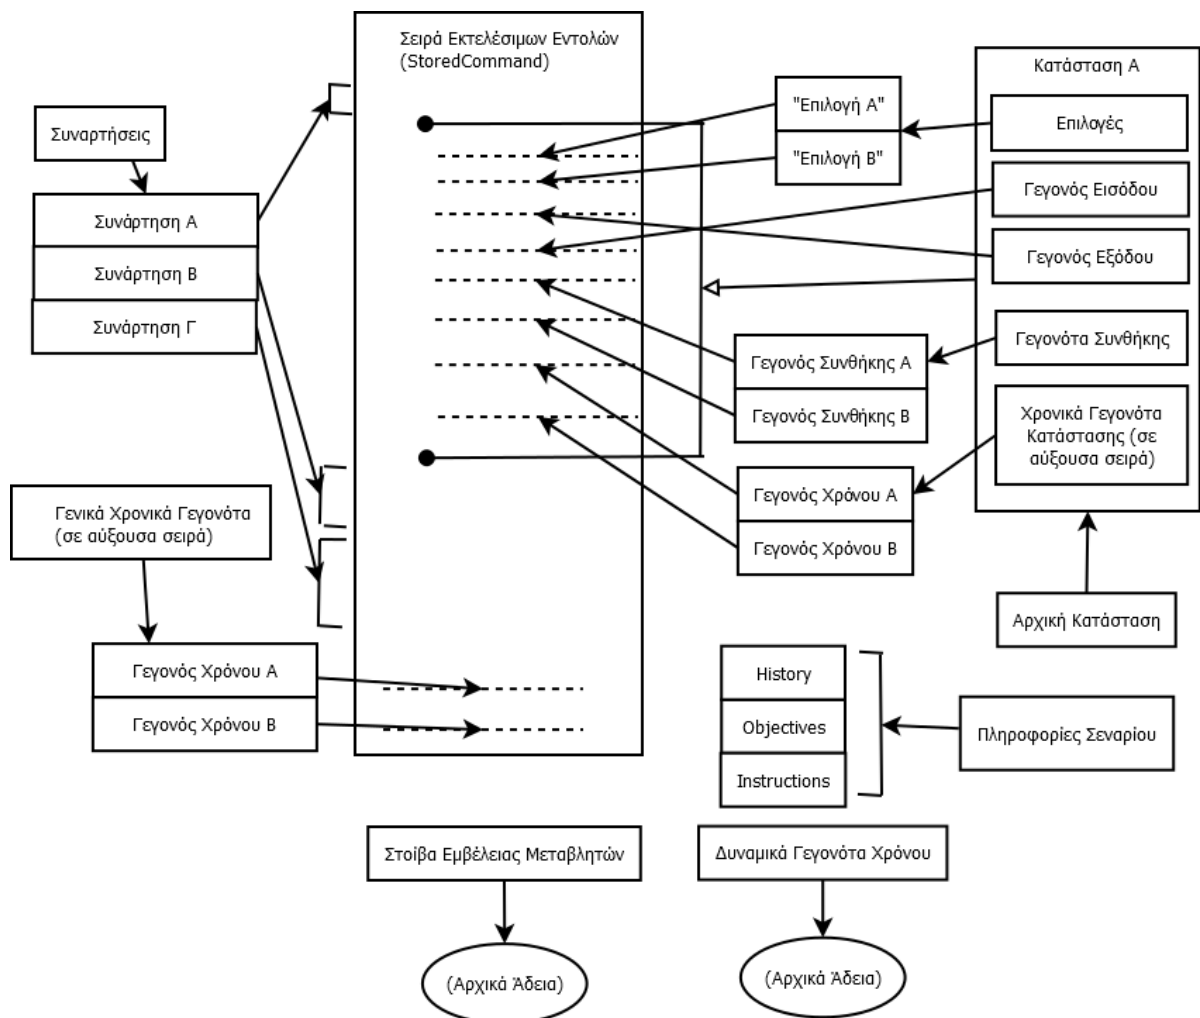 Σειρά Εκτελέσιμων Εντολών
(StoredCommand)
Κατάσταση Α
Επιλογές
Γεγονός Εισόδου
Γεγονός Εξόδου
Γεγονότα Συνθήκης
Χρονικά Γεγονότα
Κατάστασης (σε
αύξουσα σειρά)
"Επιλογή Α"
"Επιλογή Β"
Συναρτήσεις
Συνάρτηση Α
Συνάρτηση Β
Συνάρτηση Γ
Γεγονός Συνθήκης Α
Γεγονός Συνθήκης Β
Γεγονός Χρόνου Α
Γεγονός Χρόνου Β
Γενικά Χρονικά Γεγονότα
(σε αύξουσα σειρά)
Αρχική Κατάσταση
Γεγονός Χρόνου Α
Γεγονός Χρόνου Β
History
Objectives
Instructions
Πληροφορίες Σεναρίου
Στοίβα Εμβέλειας Μεταβλητών
Δυναμικά Γεγονότα Χρόνου
(Αρχικά Άδεια)
(Αρχικά Άδεια)